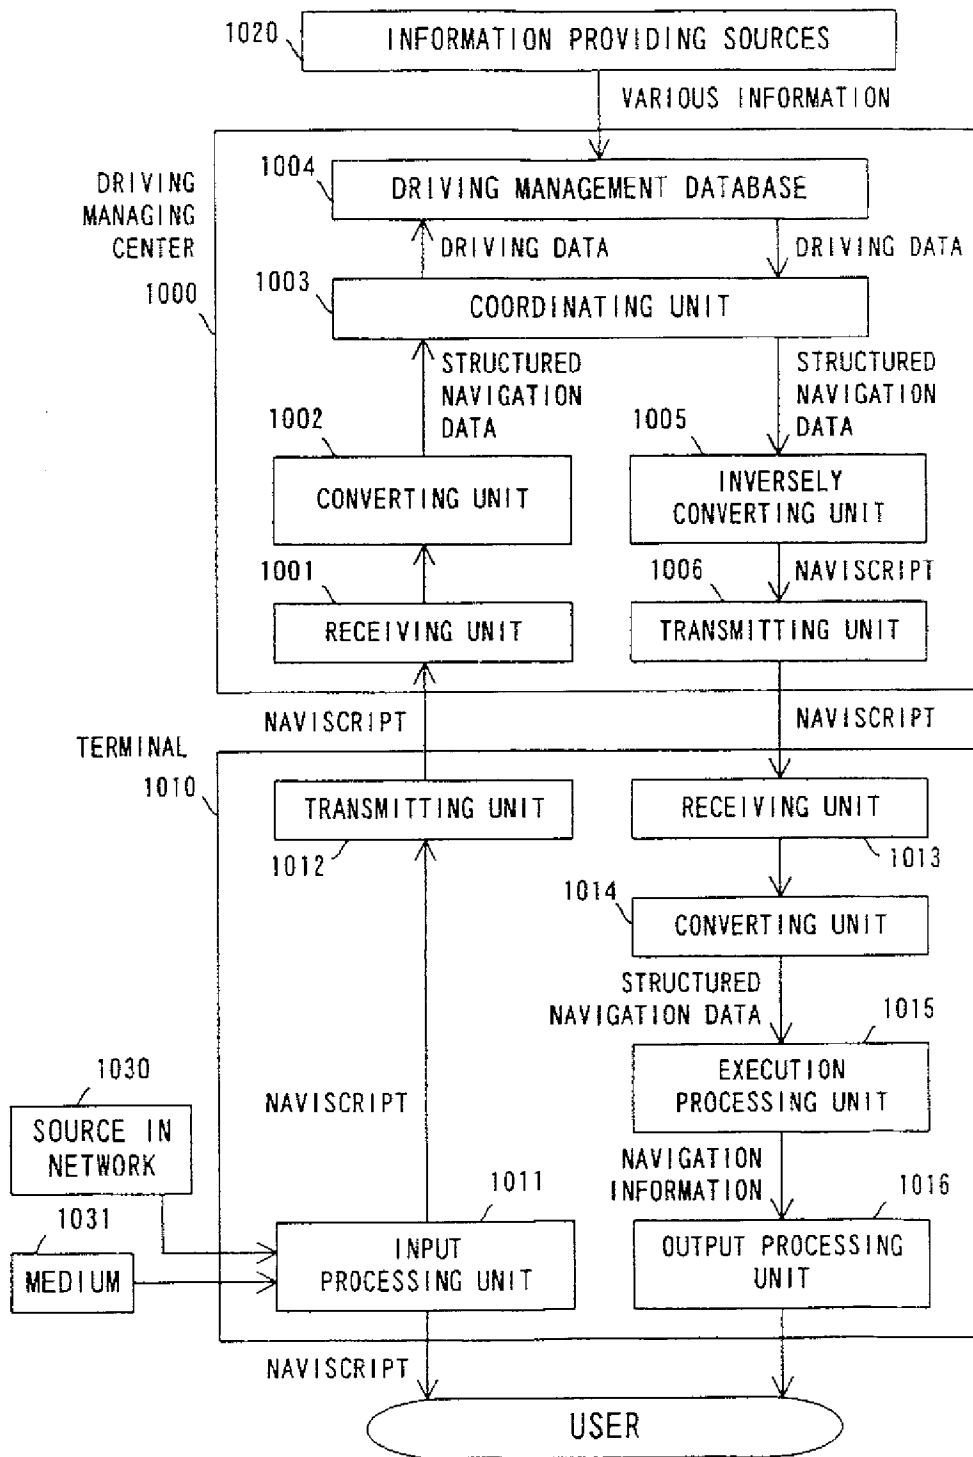 1020
INFORMATION PROVIDING SOURCES
VARIOUS INFORMATION
DRIVING
MANAGING
CENTER
1000
1004
DRIVING MANAGEMENT DATABASE
DRIVING DATA
DRIVING DATA
1003
COORDINATING UNIT
STRUCTURED
NAVIGATION
DATA
STRUCTURED
NAVIGATION
DATA
1002
CONVERTING UNIT
1005
INVERSELY
CONVERTING UNIT
NAVISCRIPT
1001
RECEIVING UNIT
1006
TRANSMITTING UNIT
NAVISCRIPT
NAVISCRIPT
TERMINAL
1010
TRANSMITTING UNIT
1012
RECEIVING UNIT
1013
1014
CONVERTING UNIT
STRUCTURED
NAVIGATION DATA
1015
EXECUTION
PROCESSING UNIT
NAVISCRIPT
1030
SOURCE IN
NETWORK
1031
MEDIUM
1011
INPUT
PROCESSING UNIT
NAVIGATION
INFORMATION
1016
OUTPUT PROCESSING
UNIT
NAVISCRIPT
USER